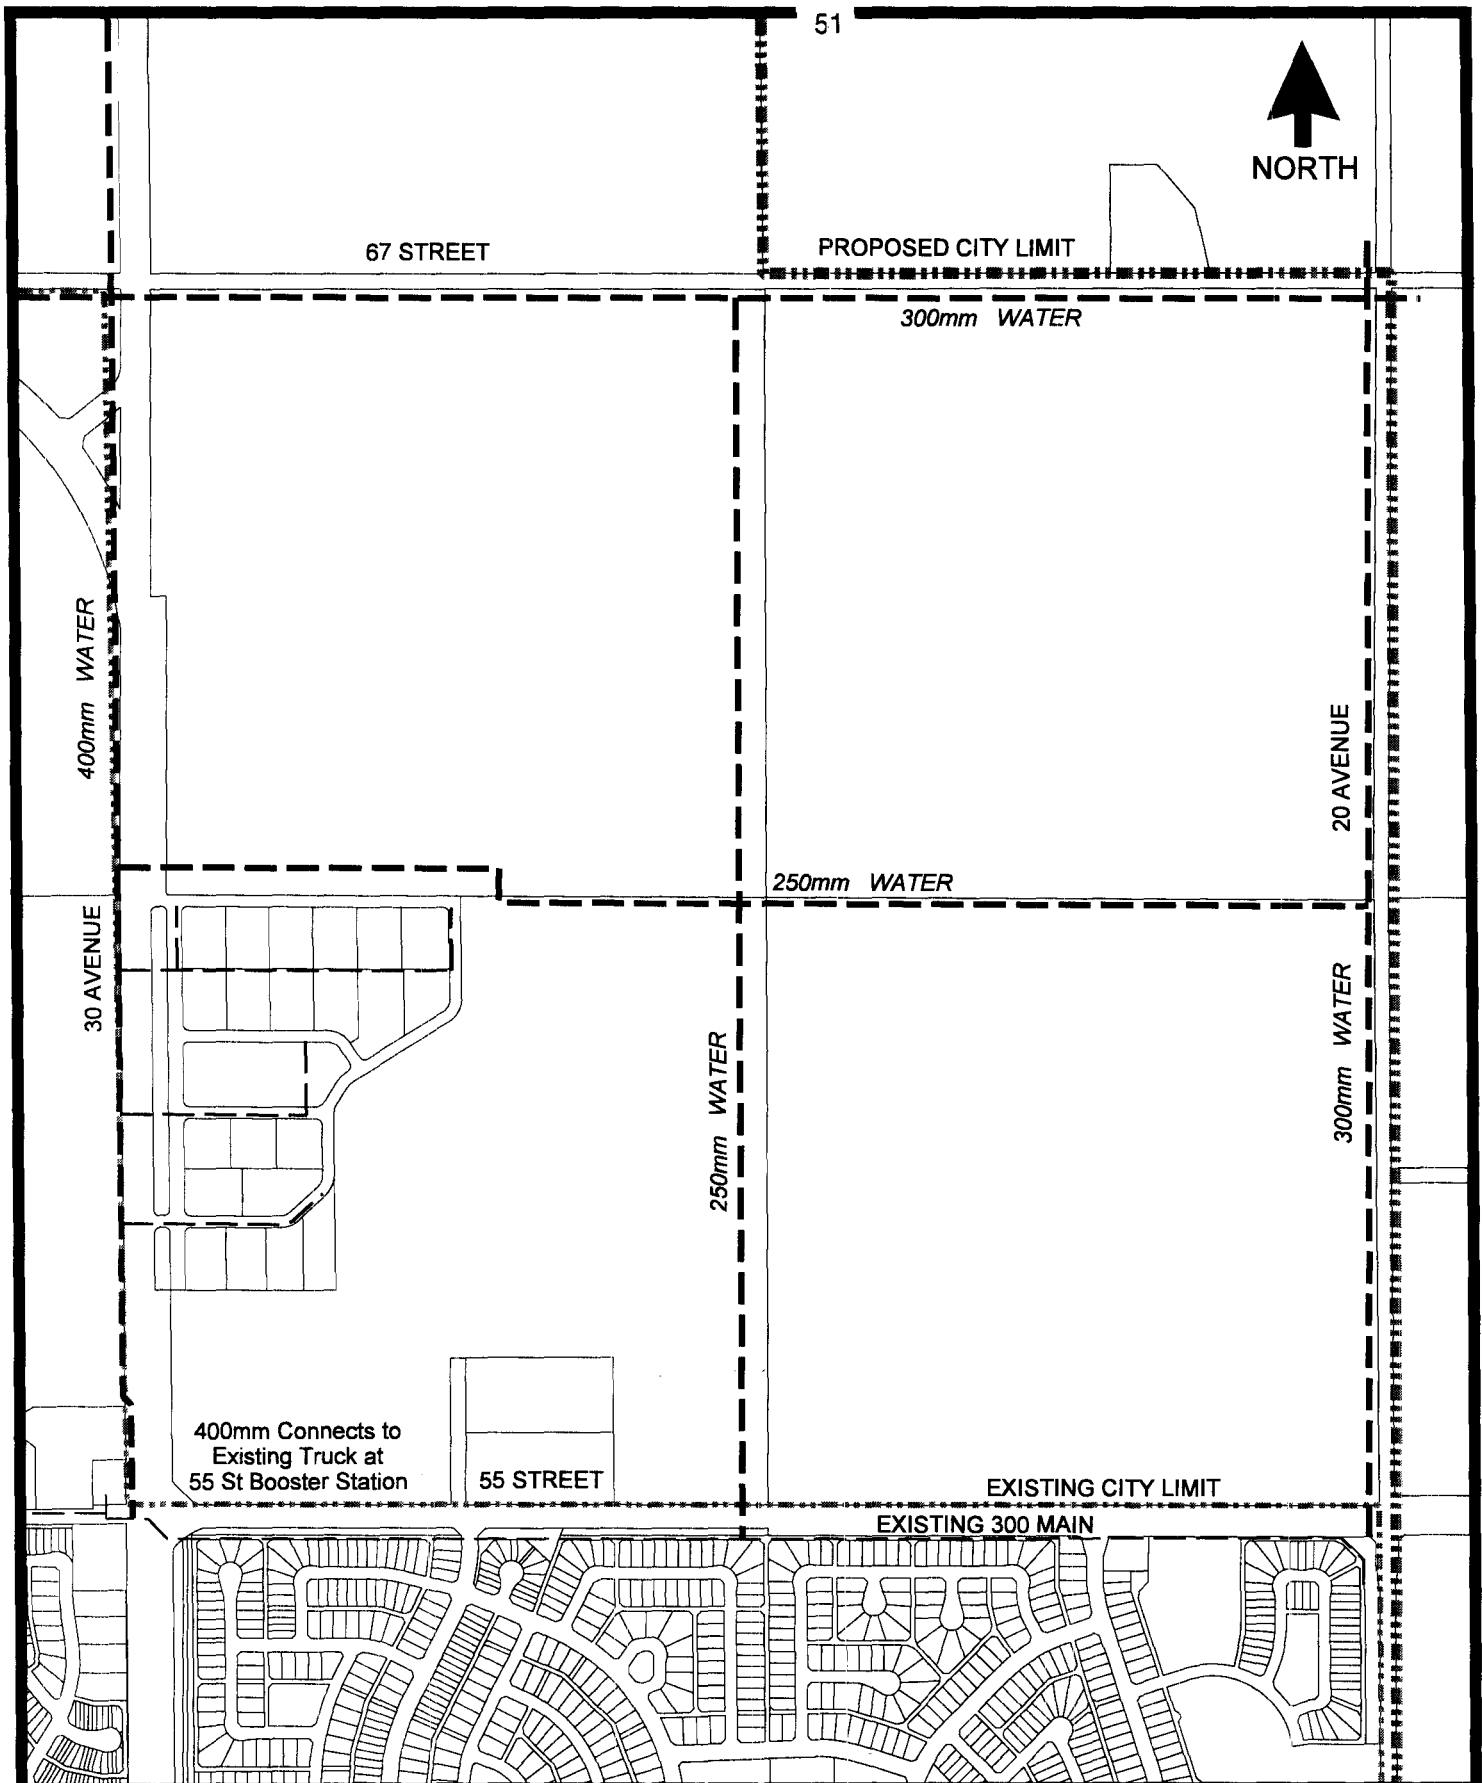 51
NORTH
67 STREET
PROPOSED CITY LIMIT
300mm WATER
400mm WATER
20 AVENUE
250mm WATER
30 AVENUE
300mm WATER
250mm WATER
400mm Connects to
Existing Truck at
55 St Booster Station
55 STREET
EXISTING CITY LIMIT
EXISTING 300 MAIN